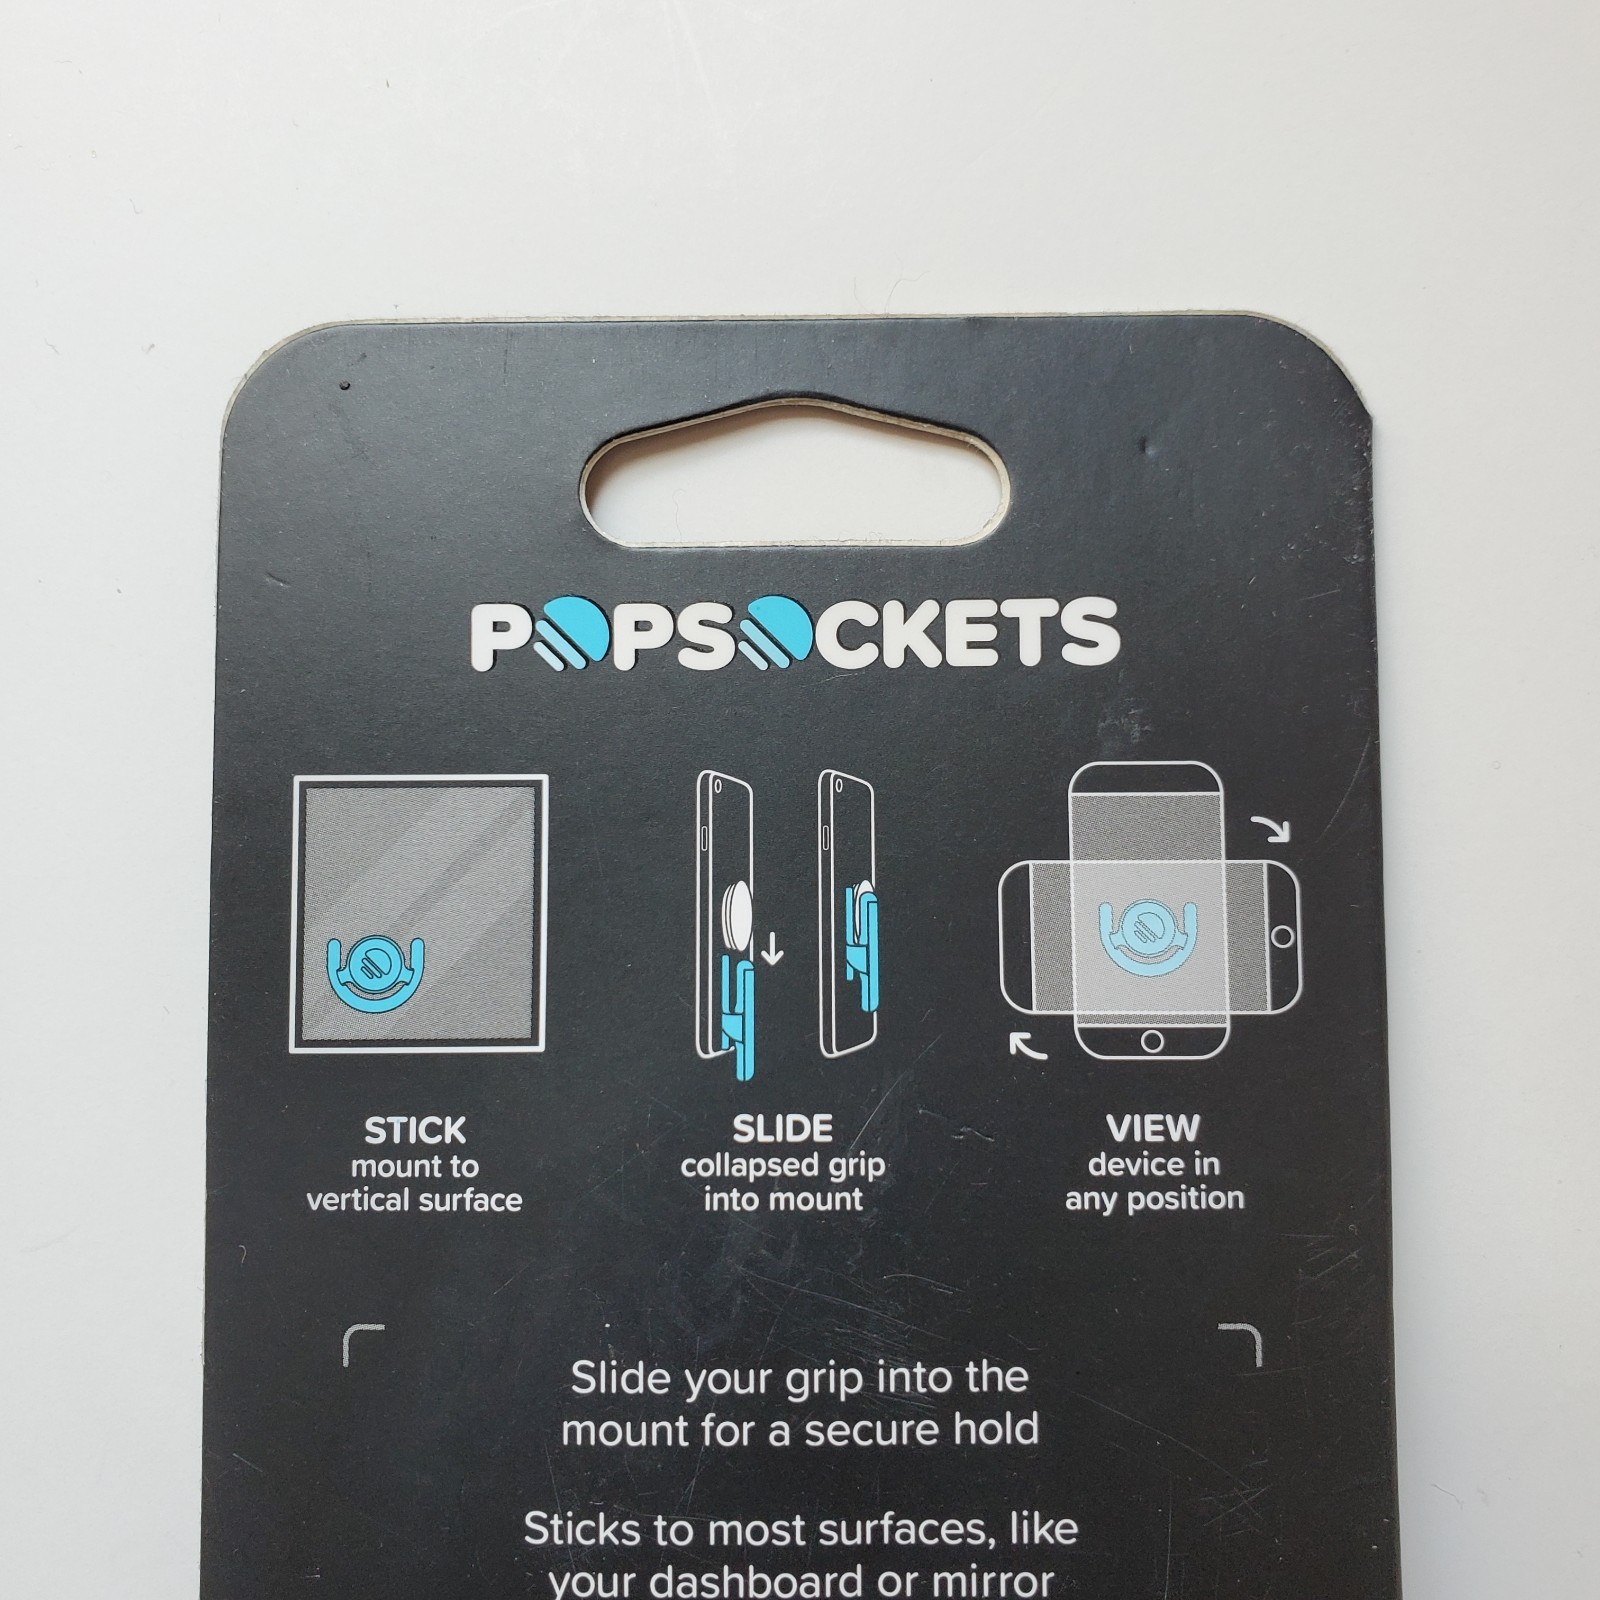 POPSOCKETS
STICK
mount to
vertical surface
SLIDE
collapsed grip
into mount
VIEW
device in
any position
Slide your grip into the
mount for a secure hold
Sticks to most surfaces, like
your dashboard or mirror